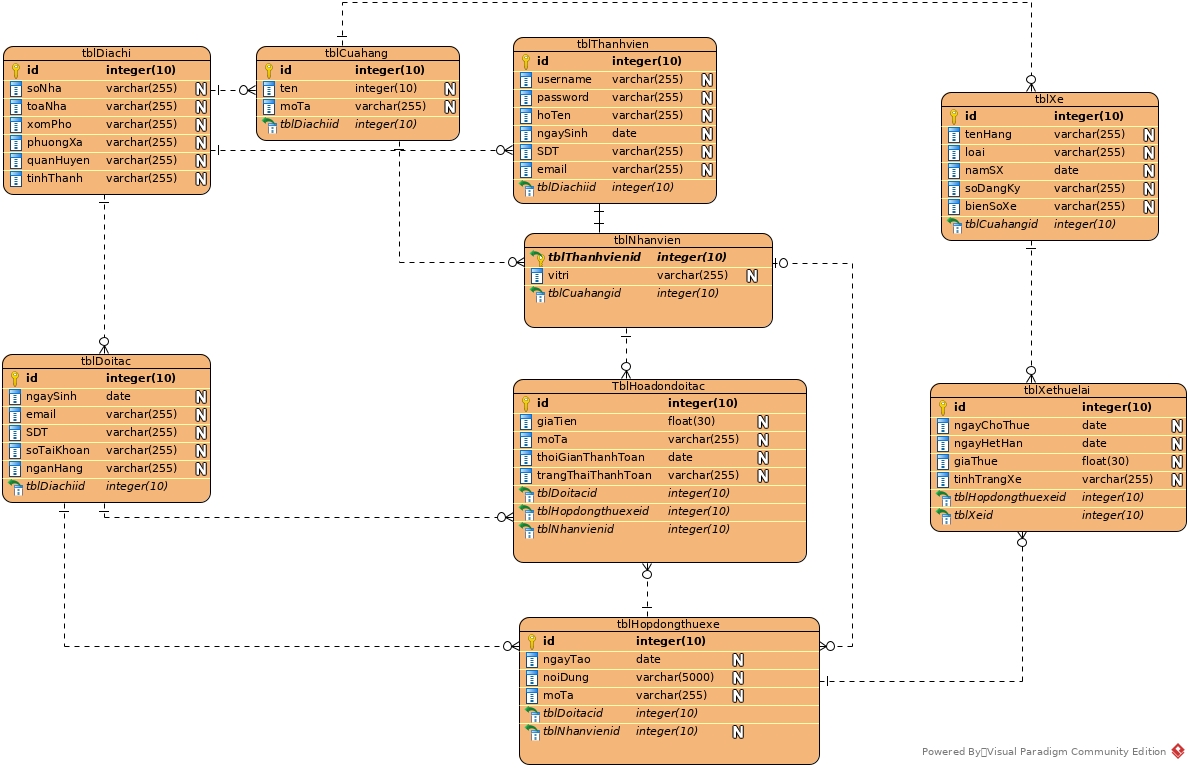 tblDiachi
id integer(10)
soNha varchar(255) N
toaNha varchar(255) N
xomPho varchar(255) N
phuongXa varchar(255) N
quanHuyen varchar(255) N
tinhThanh varchar(255) N
tblCuahang
id integer(10)
ten integer(10) N
moTa varchar(255) N
tblDiachiid integer(10)
tblThanhvien
id integer(10)
username varchar(255) N
password varchar(255) N
hoTen varchar(255) N
ngaySinh date N
SDT varchar(255) N
email varchar(255) N
tblDiachiid integer(10)
tblXe
id integer(10)
tenHang varchar(255) N
loai varchar(255) N
namSX date N
soDangKy varchar(255) N
bienSoXe varchar(255) N
tblCuahangid integer(10)
tblNhanvien
tblThanhvienid integer(10)
vitri varchar(255) N
tblCuahangid integer(10)
tblDoitac
id integer(10)
ngaySinh date N
email varchar(255) N
SDT varchar(255) N
soTaiKhoan varchar(255) N
nganHang varchar(255) N
tblDiachiid integer(10)
TblHoadondoitac
id integer(10)
giaTien float(30) N
moTa varchar(255) N
thoiGianThanhToan date N
trangThaiThanhToan varchar(255) N
tblDoitacid integer(10)
tblHopdongthuexeid integer(10)
tblNhanvienid integer(10)
tblXethuelai
id integer(10)
ngayChoThue date N
ngayHetHan date N
giaThue float(30) N
tinhTrangXe varchar(255) N
tblHopdongthuexeid integer(10)
tblXeid integer(10)
tblHopdongthuexe
id integer(10)
ngayTao date N
noiDung varchar(5000) N
moTa varchar(255) N
tblDoitacid integer(10)
tblNhanvienid integer(10) N
Powered By Visual Paradigm Community Edition